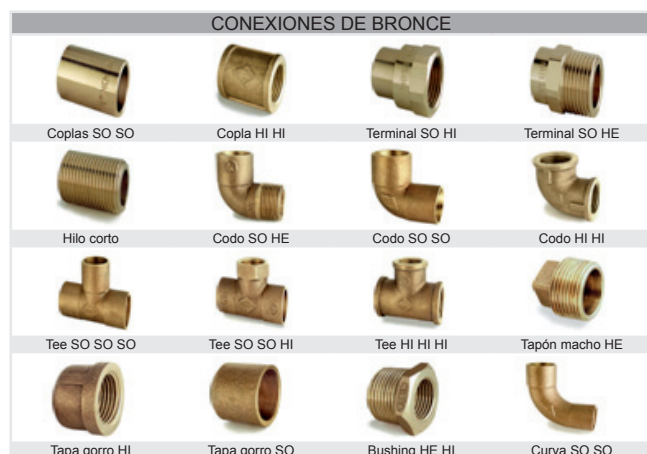 CONEXIONES DE BRONCE
Coplas SO SO
Copla HI HI
Terminal SO HI
Terminal SO HE
Hilo corto
Codo SO HE
Codo SO SO
Codo HI HI
Tee SO SO SO
Tee SO SO HI
Tee HI HI HI
Tapón macho HE
Tapa gorro HI
Tapa gorro SO
Bushing HE HI
Curva SO SO